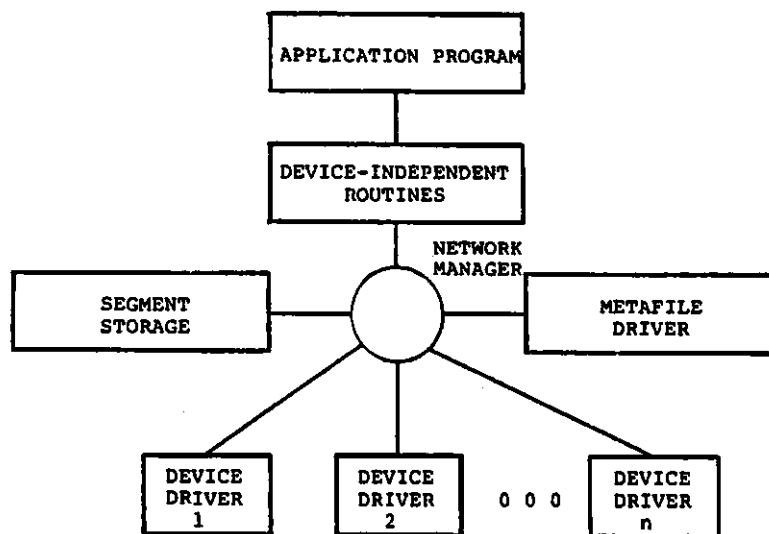 APPLICATION PROGRAM
DEVICE-INDEPENDENT
ROUTINES
NETWORK
MANAGER
SEGMENT
STORAGE
METAFILE
DRIVER
DEVICE
DRIVER
1
DEVICE
DRIVER
2
0 0 0
DEVICE
DRIVER
n